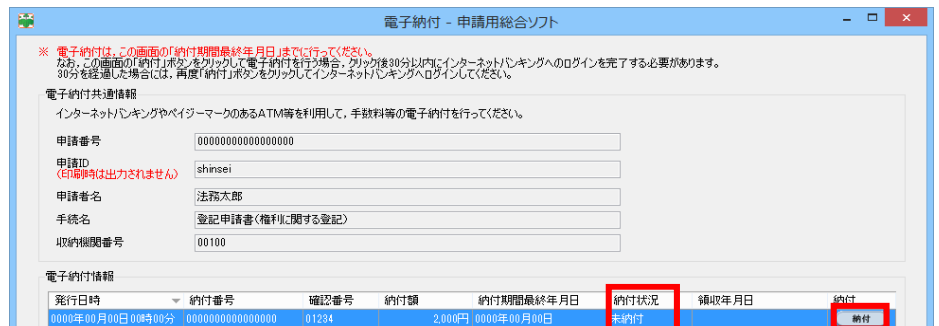 電子納付 - 申請用総合ソフト
※ 電子納付は、この画面の「納付期間最終年月日」までに行ってください。
なお、この画面の「納付」ボタンをクリックして電子納付を行う場合、クリック後30分以内にインターネットバンキングへのログインを完了する必要があります。
30分を経過した場合には、再度「納付」ボタンをクリックしてインターネットバンキングへログインしてください。
電子納付共通情報
インターネットバンキングやペイジーマークのあるATM等を利用して、手数料等の電子納付を行ってください。
申請番号 00000000000000000
申請ID shinsei
(印刷時は出力されません)
申請者名 法務太郎
手続名 登記申請書(権利に関する登記)
収納機関番号 00100
電子納付情報
発行日時 納付番号 確認番号 納付額 納付期間最終年月日 納付状況 領収年月日 納付
0000年00月00日00時00分 0000000000000000 01234 2,000円 0000年00月00日 未納付 納付